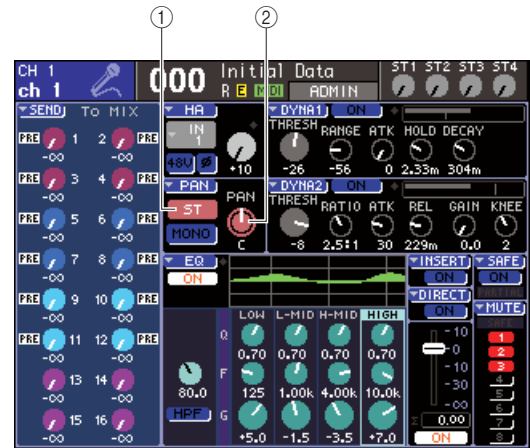 ① ②
CH 1
ch 1
000
Initial Data
R E MIDI ADMIN
ST1 ST2 ST3 ST4
SEND TO MIX
PRE 1 2 PRE
-∞ -∞
PRE 3 4 PRE
-∞ -∞
PRE 5 6 PRE
-∞ -∞
PRE 7 8 PRE
-∞ -∞
PRE 9 10 PRE
-∞ -∞
PRE 11 12 PRE
-∞ -∞
13 14
-∞ -∞
15 16
-∞ -∞
HA
IN
1
48V Ø
+10
PAN
ST
MONO
PAN
C
DYNA1 ON
THRESH RANGE ATK HOLD DECAY
-26 -56 0 2.33m 304m
DYNA2 ON
THRESH RATIO ATK REL GAIN KNEE
-8 2.5:1 30 229m 0.0 2
EQ
ON
LOW L-MID H-MID HIGH
Q
0.70 0.70 0.70 0.70
F
80.0 125 1.00k 4.00k 10.0k
HPF G
+5.0 -1.5 -3.5 +7.0
INSERT
ON
DIRECT
ON
-10
-0
-10
-30
-∞
Σ 0.00
ON
SAFE
ON
PARTIAL
MUTE
SAFE
1
2
3
4
5
6
7
8